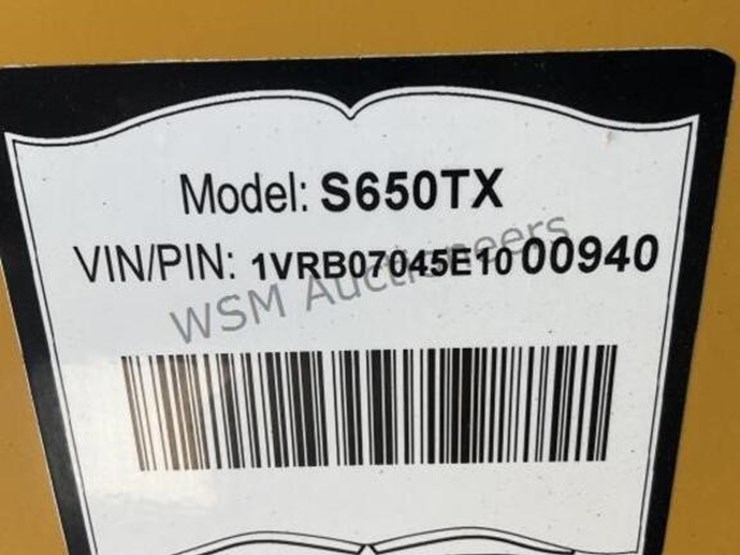 Model: S650TX
VIN/PIN: 1VRB07045E1000940
WSM Auctioneers